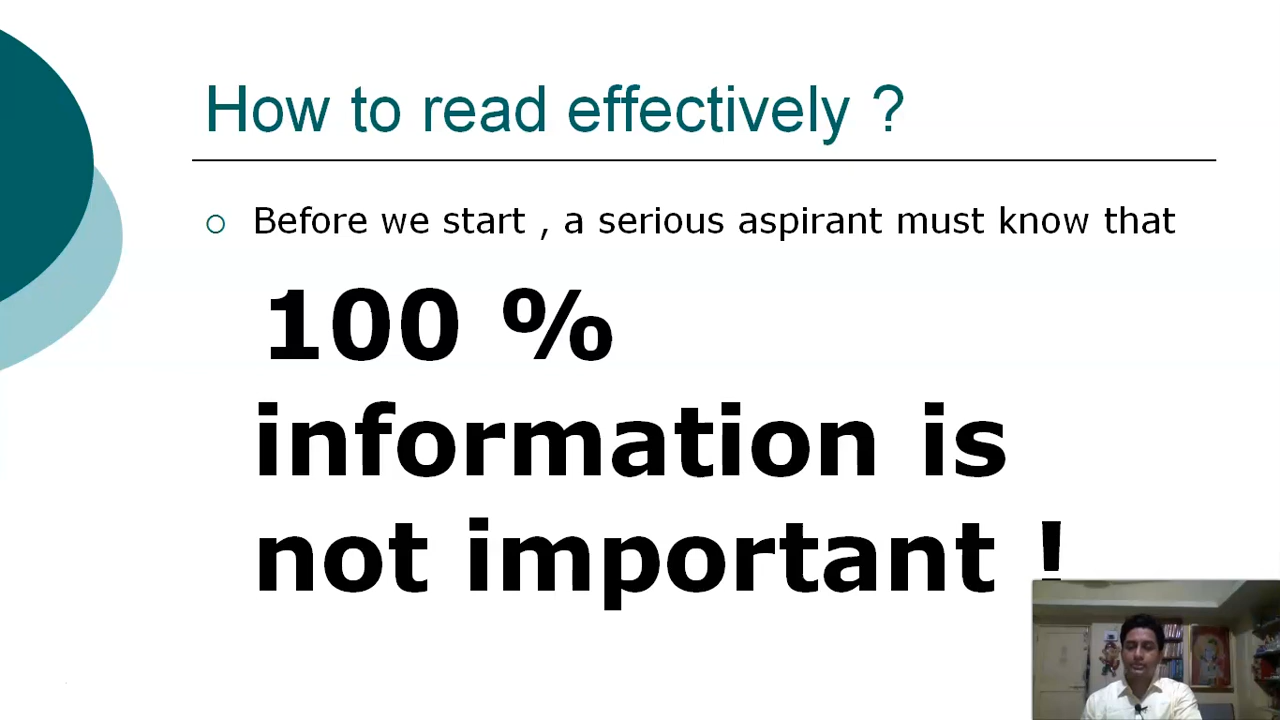 How to read effectively ?
Before we start , a serious aspirant must know that
100 %
information is
not important !